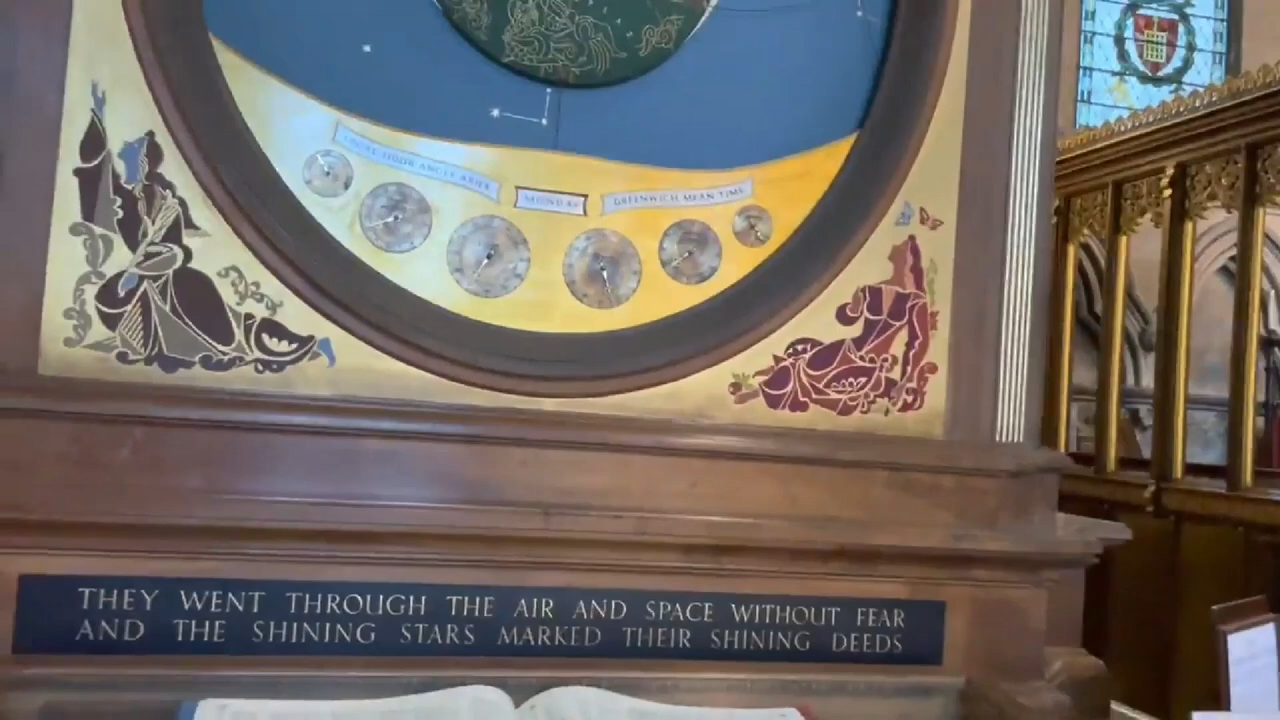 LOCAL HOUR ANGLE ARIES
MONDAY
GREENWICH MEAN TIME
THEY WENT THROUGH THE AIR AND SPACE WITHOUT FEAR
AND THE SHINING STARS MARKED THEIR SHINING DEEDS